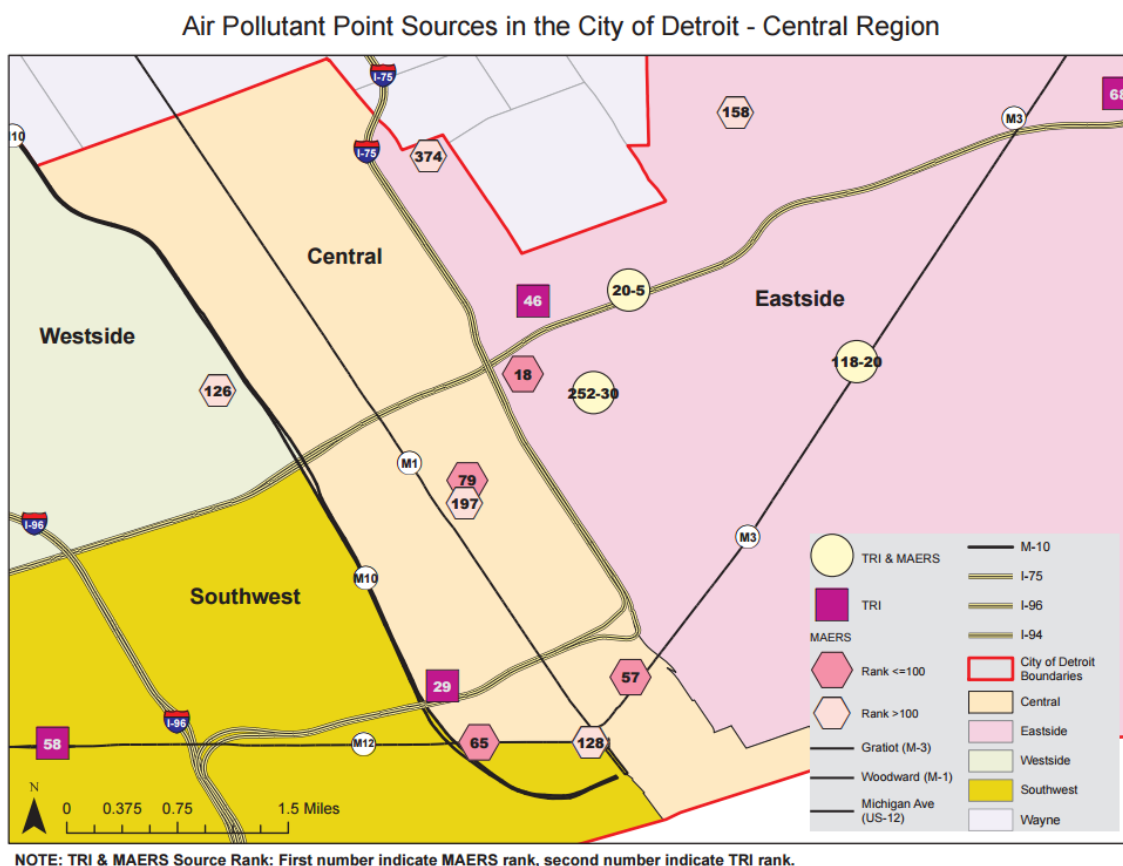 Air Pollutant Point Sources in the City of Detroit - Central Region
I-75
I-75
M3
68
158
374
Central
46
20-5
Eastside
Westside
118-20
18
252-30
126
M1
79
197
I-96
M3
M10
Southwest
57
29
I-96
58
M12
65
128
N
0 0.375 0.75 1.5 Miles
TRI & MAERS
TRI
MAERS
Rank <=100
Rank >100
Gratiot (M-3)
Woodward (M-1)
Michigan Ave
(US-12)
M-10
I-75
I-96
I-94
City of Detroit
Boundaries
Central
Eastside
Westside
Southwest
Wayne
NOTE: TRI & MAERS Source Rank: First number indicate MAERS rank, second number indicate TRI rank.